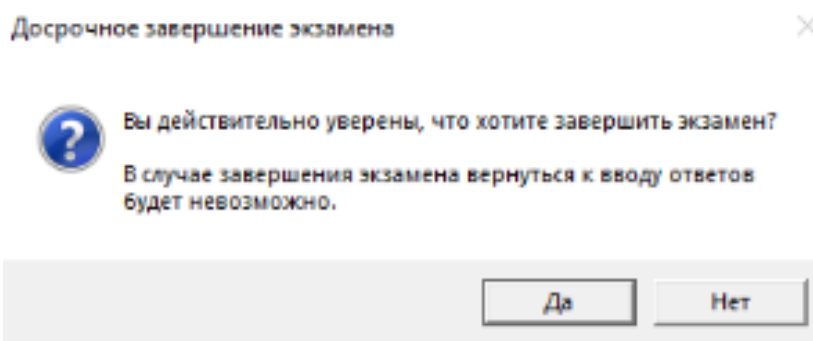 Досрочное завершение экзамена
Вы действительно уверены, что хотите завершить экзамен?
В случае завершения экзамена вернуться к вводу ответов
будет невозможно.
Да
Нет